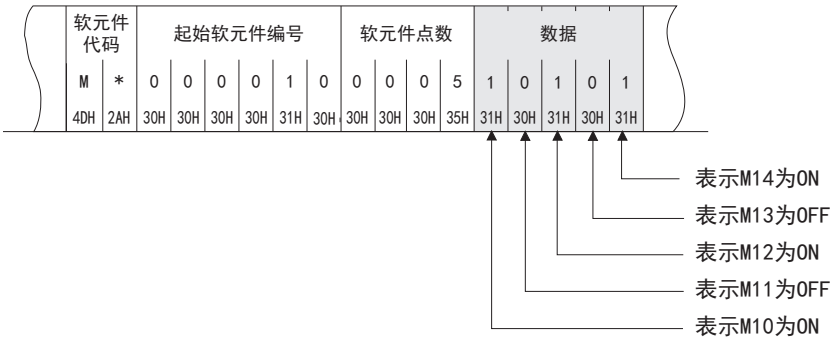 软元件
代码
起始软元件编号
软元件点数
数据
M * 0 0 0 0 1 0 0 0 0 5 1 0 1 0 1
4DH 2AH 30H 30H 30H 30H 31H 30H 30H 30H 30H 35H 31H 30H 31H 30H 31H
表示M14为ON
表示M13为OFF
表示M12为ON
表示M11为OFF
表示M10为ON